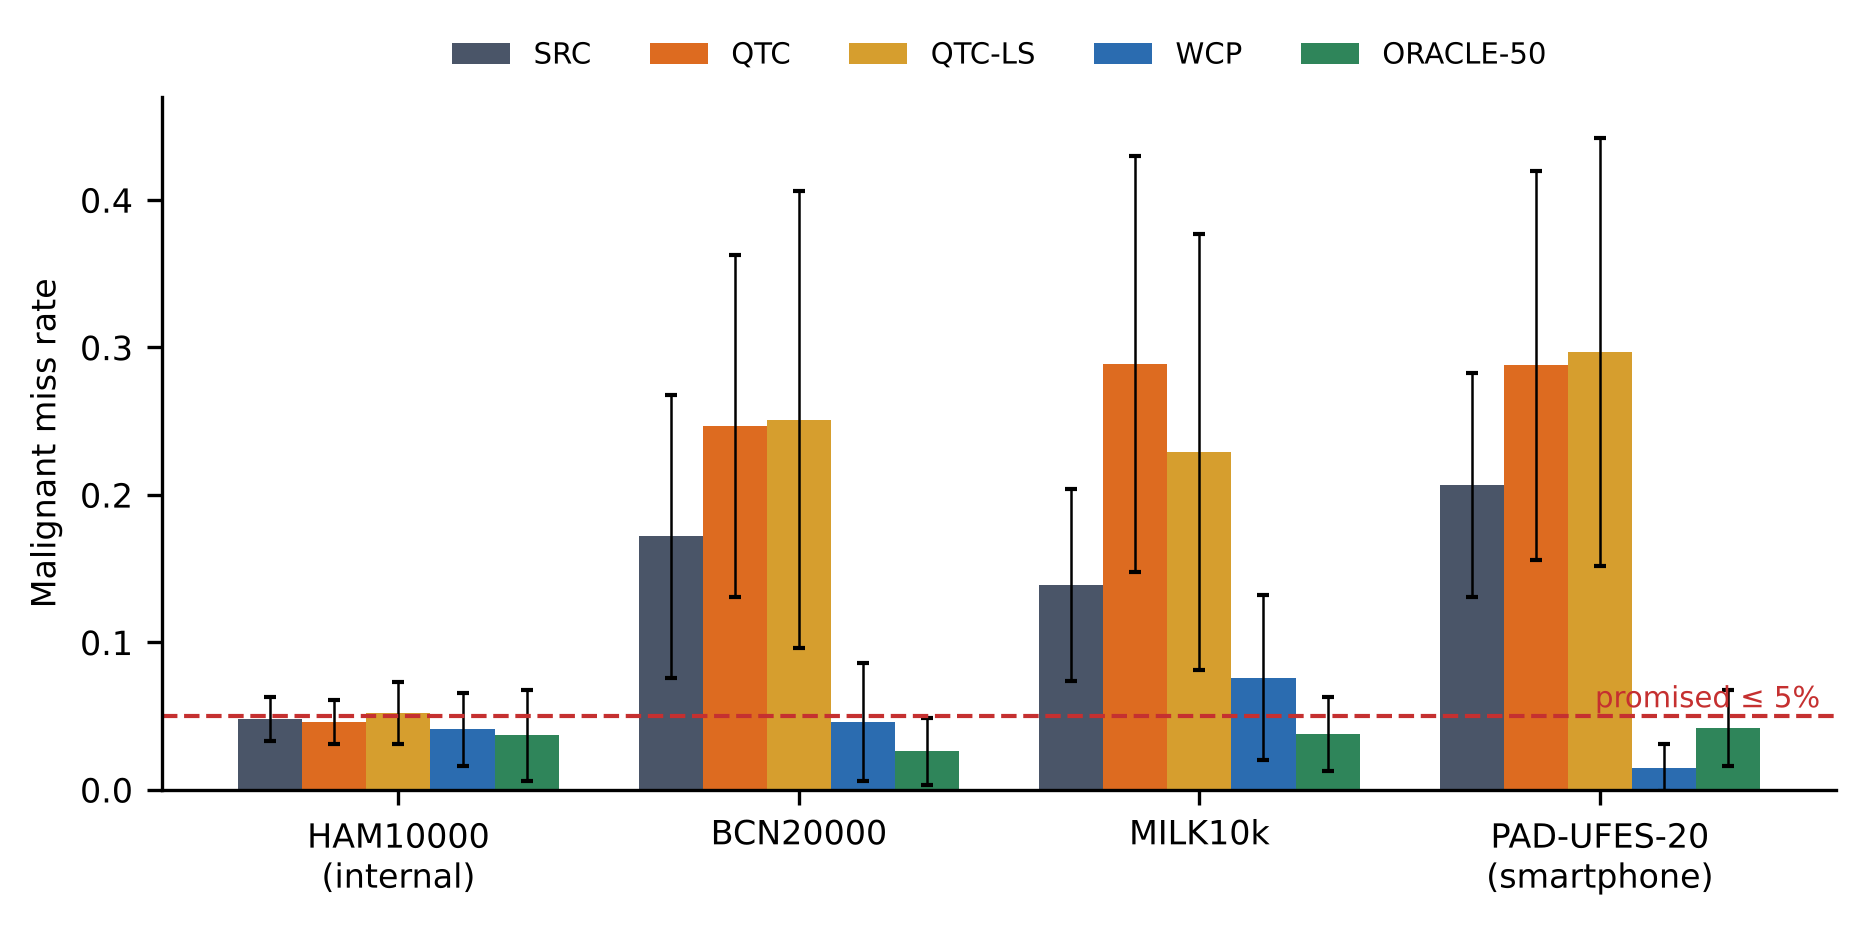 SRC QTC QTC-LS WCP ORACLE-50
Malignant miss rate
0.4
0.3
0.2
0.1
0.0
promised ≤ 5%
HAM10000
(internal)
BCN20000
MILK10k
PAD-UFES-20
(smartphone)